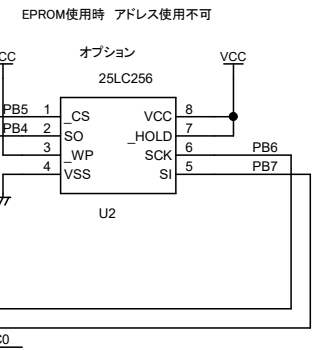 EPROM使用時 アドレス使用不可
オプション
VCC
25LC256
PB5 1 _CS VCC 8
PB4 2 SO _HOLD 7
3 _WP SCK 6 PB6
4 VSS SI 5 PB7
U2